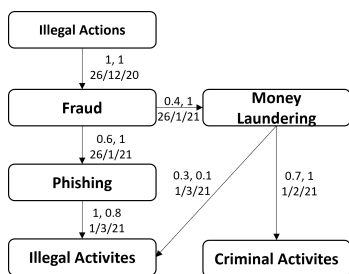 Illegal Actions
1, 1
26/12/20
Fraud
0.4, 1
26/1/21
Money
Laundering
0.6, 1
26/1/21
Phishing
0.3, 0.1
1/3/21
0.7, 1
1/2/21
1, 0.8
1/3/21
Illegal Activites
Criminal Activites